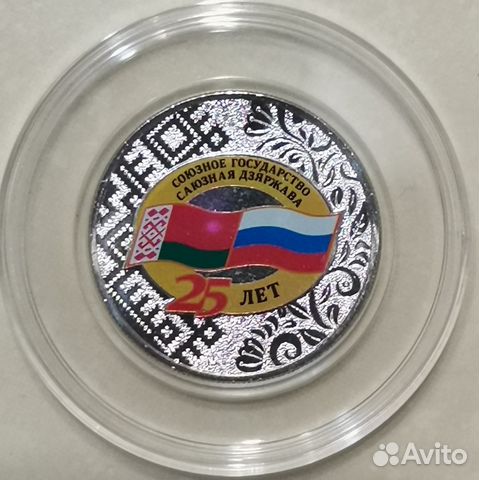 СОЮЗНОЕ ГОСУДАРСТВО
САЮЗНАЯ ДЗЯРЖАВА
25 ЛЕТ
Avito